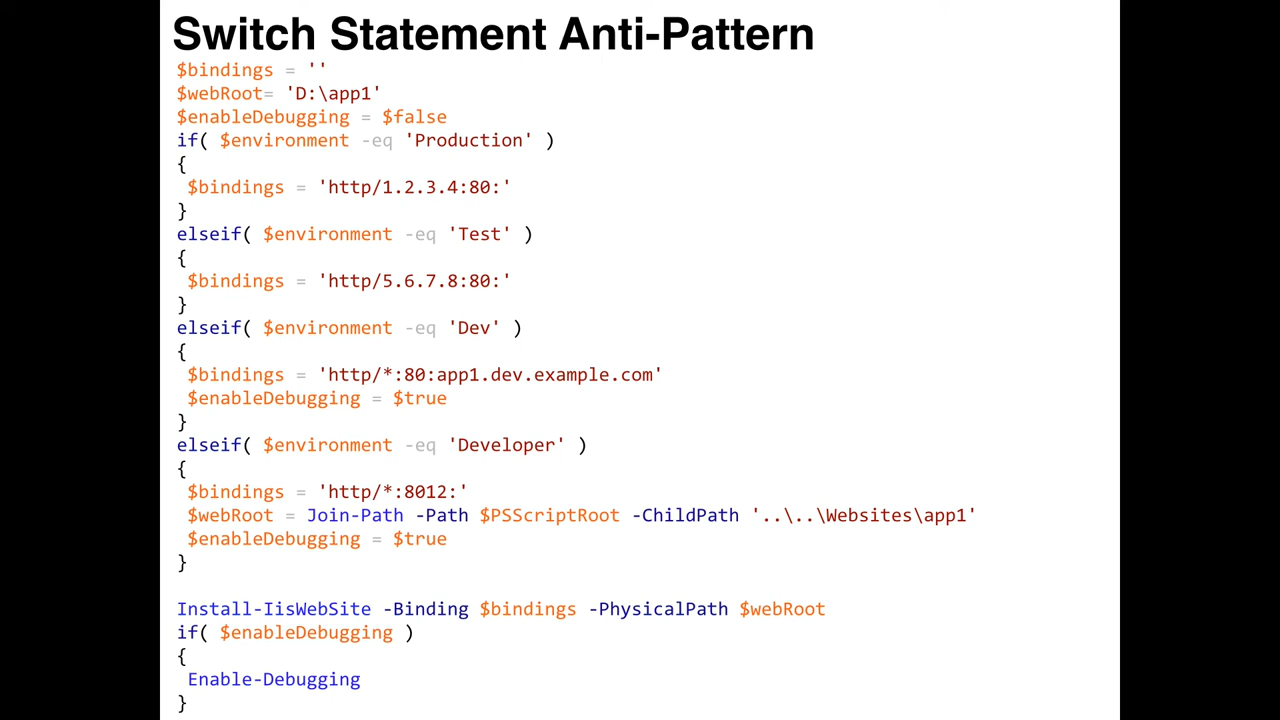 Switch Statement Anti-Pattern
$bindings = ''
$webRoot= 'D:\app1'
$enableDebugging = $false
if( $environment -eq 'Production' )
{
 $bindings = 'http/1.2.3.4:80:'
}
elseif( $environment -eq 'Test' )
{
 $bindings = 'http/5.6.7.8:80:'
}
elseif( $environment -eq 'Dev' )
{
 $bindings = 'http/*:80:app1.dev.example.com'
 $enableDebugging = $true
}
elseif( $environment -eq 'Developer' )
{
 $bindings = 'http/*:8012:'
 $webRoot = Join-Path -Path $PSScriptRoot -ChildPath '..\..\Websites\app1'
 $enableDebugging = $true
}
Install-IisWebSite -Binding $bindings -PhysicalPath $webRoot
if( $enableDebugging )
{
 Enable-Debugging
}